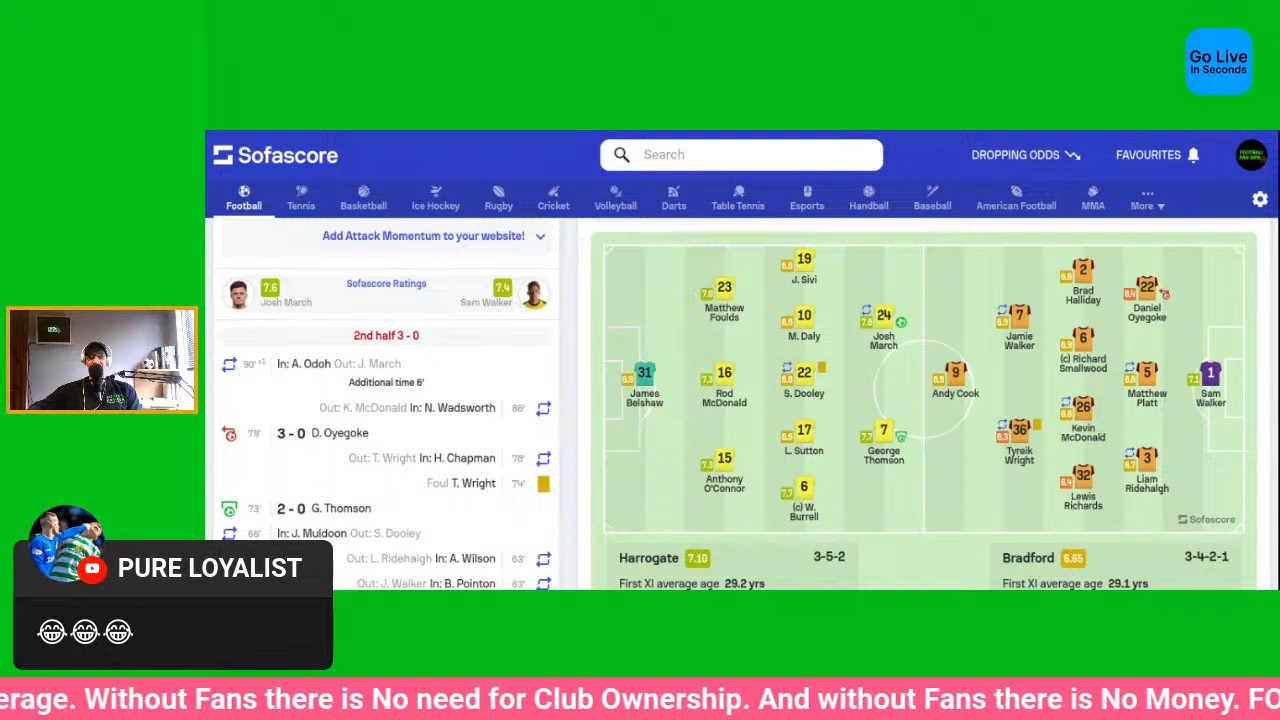 Go Live
In Seconds
Sofascore
Search
DROPPING ODDS
FAVOURITES
Football
Tennis
Basketball
Ice Hockey
Rugby
Cricket
Volleyball
Darts
Table Tennis
Esports
Handball
Baseball
American Football
MMA
More
Add Attack Momentum to your website!
7.6
Josh March
Sofascore Ratings
7.4
Sam Walker
2nd half 3 - 0
90' +1 In: A. Odoh Out: J. March
Additional time 6'
Out: K. McDonald In: N. Wadsworth 86'
79' 3 - 0 D. Oyegoke
Out: T. Wright In: H. Chapman 78'
Foul T. Wright 74'
73' 2 - 0 G. Thomson
In: J. Muldoon Out: S. Dooley
Out: L. Ridehalgh In: A. Wilson 63'
Out: J. Walker In: B. Pointon 63'
31
James
Belshaw
23
Matthew
Foulds
16
Rod
McDonald
15
Anthony
O'Connor
19
J. Sivi
10
M. Daly
22
S. Dooley
17
L. Sutton
6
(c) W.
Burrell
24
Josh
March
7
George
Thomson
9
Andy Cook
7
Jamie
Walker
36
Tyreik
Wright
2
Brad
Halliday
6
(c) Richard
Smallwood
26
Kevin
McDonald
32
Lewis
Richards
22
Daniel
Oyegoke
5
Matthew
Platt
3
Liam
Ridehalgh
1
Sam
Walker
Sofascore
Harrogate 7.10 3-5-2
First XI average age 29.2 yrs
Bradford 6.65 3-4-2-1
First XI average age 29.1 yrs
PURE LOYALIST
erage. Without Fans there is No need for Club Ownership. And without Fans there is No Money. FO